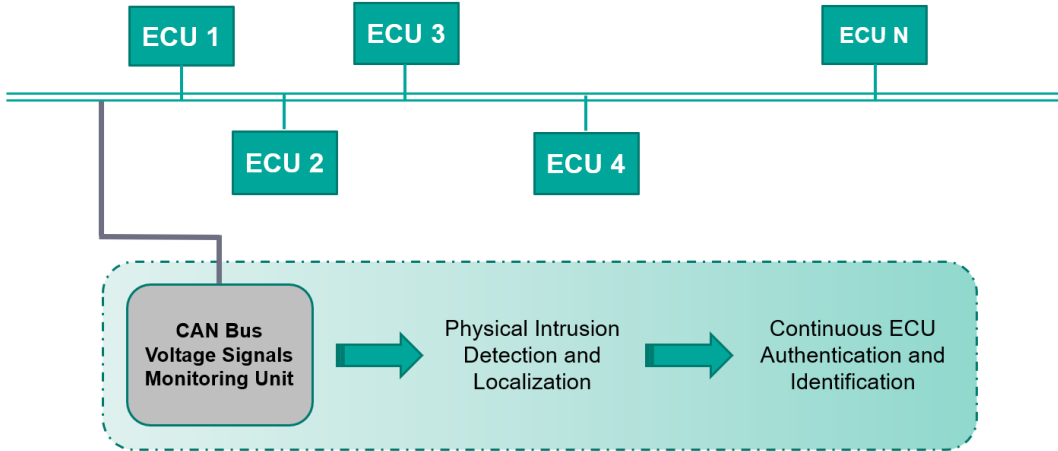 ECU 1
ECU 3
ECU N
ECU 2
ECU 4
CAN Bus
Voltage Signals
Monitoring Unit
Physical Intrusion
Detection and
Localization
Continuous ECU
Authentication and
Identification